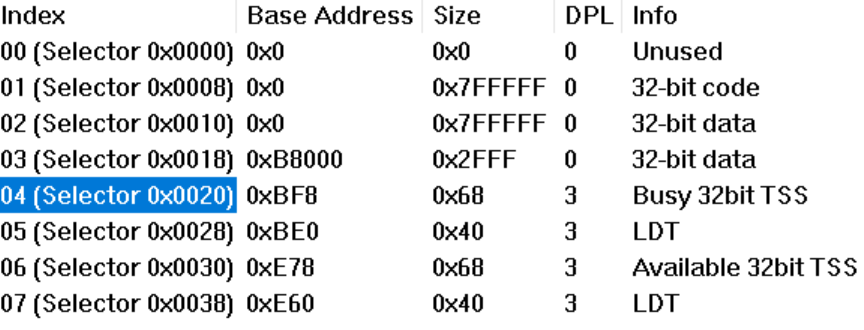 Index Base Address Size DPL Info
00 (Selector 0x0000) 0x0 0x0 0 Unused
01 (Selector 0x0008) 0x0 0x7FFFFF 0 32-bit code
02 (Selector 0x0010) 0x0 0x7FFFFF 0 32-bit data
03 (Selector 0x0018) 0xB8000 0x2FFF 0 32-bit data
04 (Selector 0x0020) 0xBF8 0x68 3 Busy 32bit TSS
05 (Selector 0x0028) 0xBE0 0x40 3 LDT
06 (Selector 0x0030) 0xE78 0x68 3 Available 32bit TSS
07 (Selector 0x0038) 0xE60 0x40 3 LDT